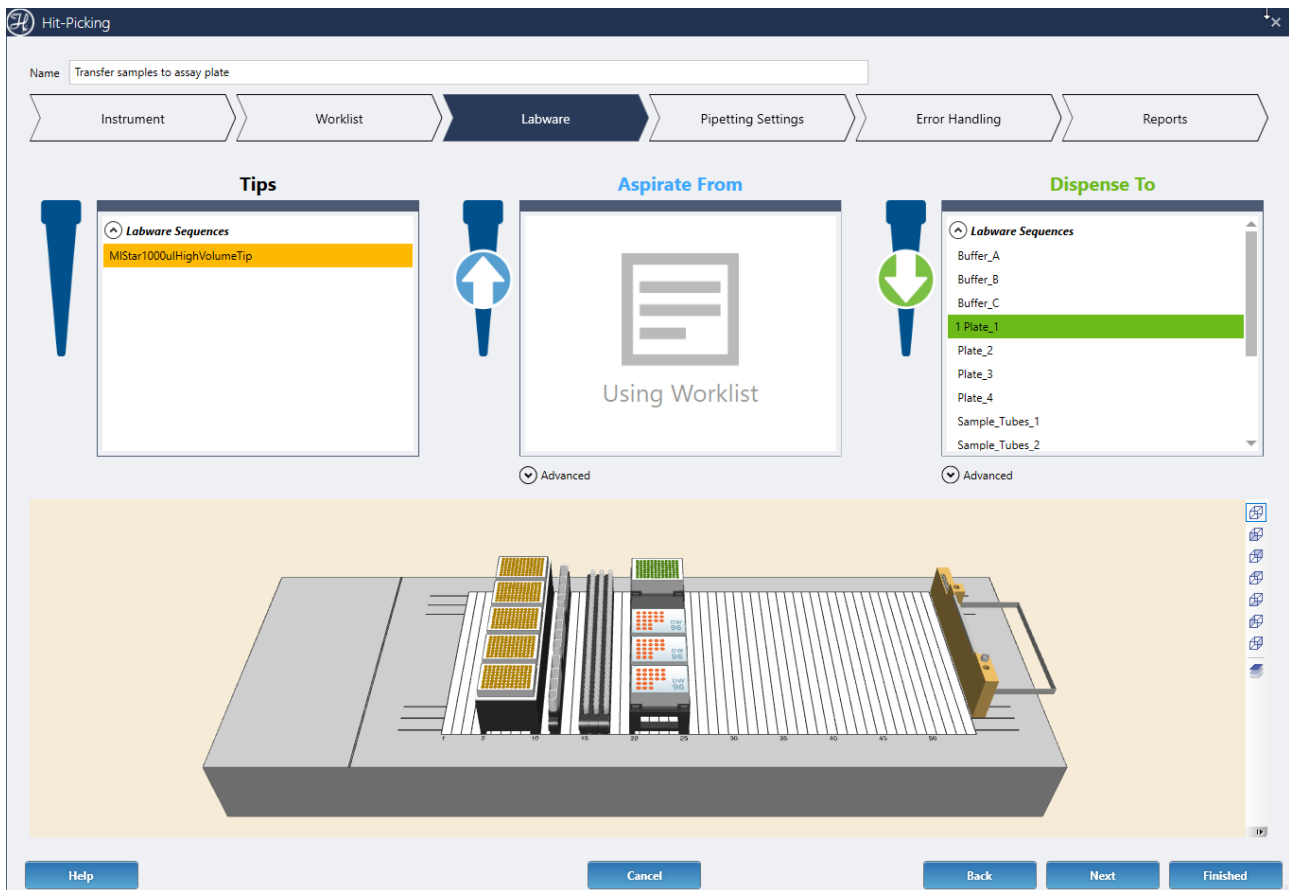 Hit-Picking
Name Transfer samples to assay plate
Instrument Worklist Labware Pipetting Settings Error Handling Reports
Tips
Labware Sequences
MlStar1000ulHighVolumeTip
Aspirate From
Using Worklist
Advanced
Dispense To
Labware Sequences
Buffer_A
Buffer_B
Buffer_C
1 Plate_1
Plate_2
Plate_3
Plate_4
Sample_Tubes_1
Sample_Tubes_2
Advanced
DW
96
DW
96
DW
96
1 5 10 15 20 25 30 35 40 45 50
Help Cancel Back Next Finished